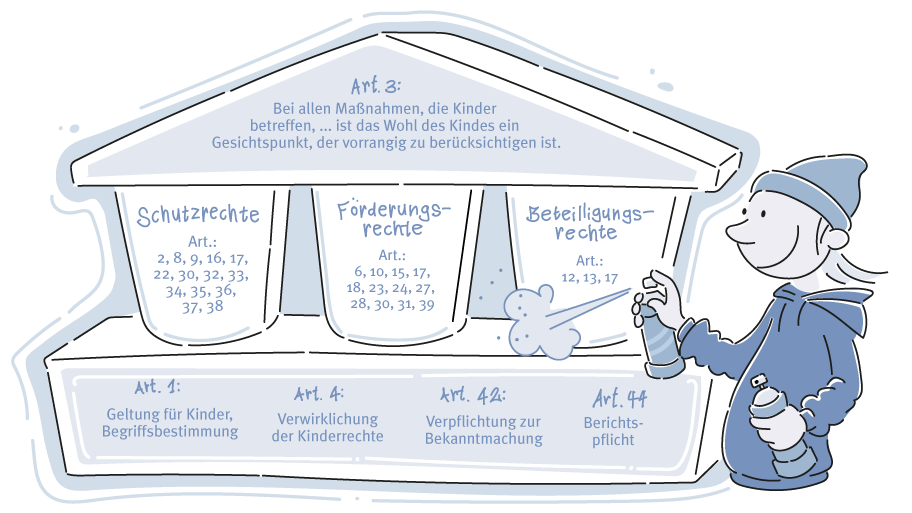 Art. 3:
Bei allen Maßnahmen, die Kinder
betreffen, ... ist das Wohl des Kindes ein
Gesichtspunkt, der vorrangig zu berücksichtigen ist.
Schutzrechte
Art.:
2, 8, 9, 16, 17,
22, 30, 32, 33,
34, 35, 36,
37, 38
Förderungs-
rechte
Art.:
6, 10, 15, 17,
18, 23, 24, 27,
28, 30, 31, 39
Beteiligungs-
rechte
Art.:
12, 13, 17
Art. 1:
Geltung für Kinder,
Begriffsbestimmung
Art. 4:
Verwirklichung
der Kinderrechte
Art. 42:
Verpflichtung zur
Bekanntmachung
Art. 44
Berichts-
pflicht